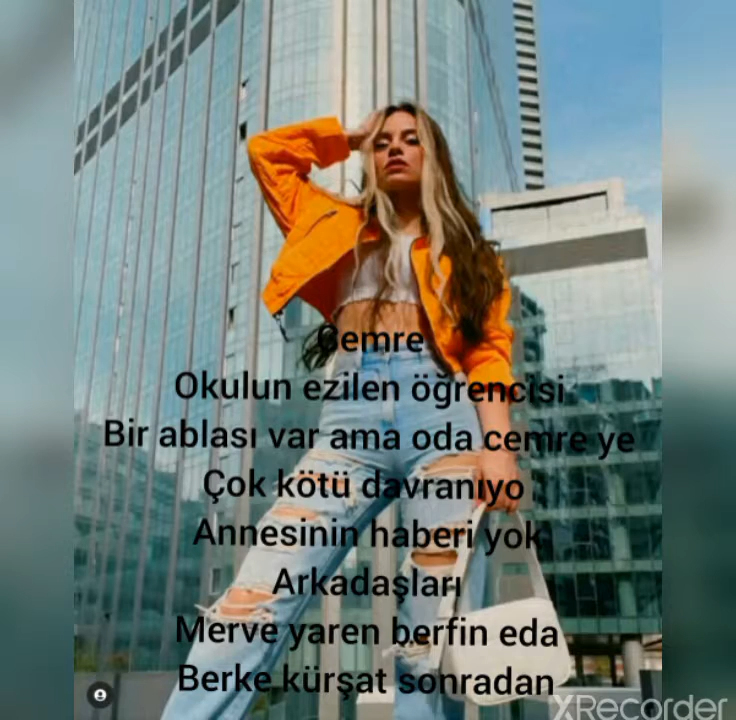 Cemre
Okulun ezilen öğrencisi
Bir ablası var ama oda cemre ye
Çok kötü davranıyo
Annesinin haberi yok
Arkadaşları
Merve yaren berfin eda
Berke kürşat sonradan
XRecorder